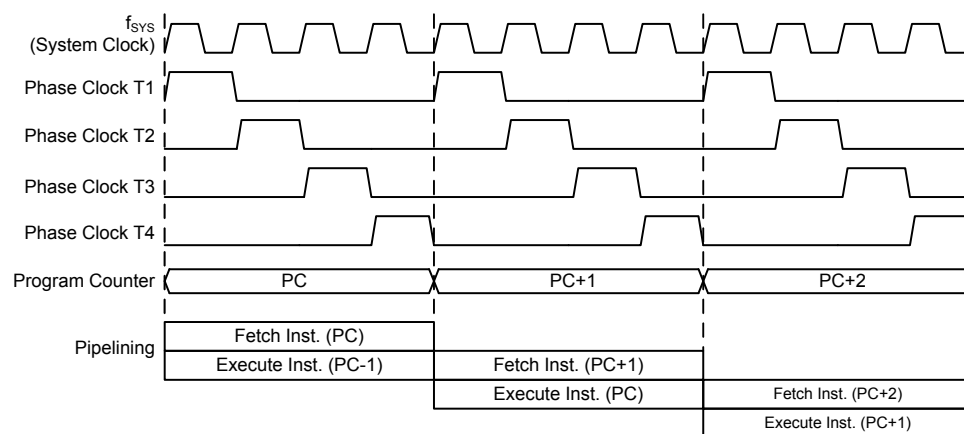 fSYS
(System Clock)
Phase Clock T1
Phase Clock T2
Phase Clock T3
Phase Clock T4
Program Counter PC PC+1 PC+2
Pipelining
Fetch Inst. (PC)
Execute Inst. (PC-1) Fetch Inst. (PC+1)
Execute Inst. (PC) Fetch Inst. (PC+2)
Execute Inst. (PC+1)